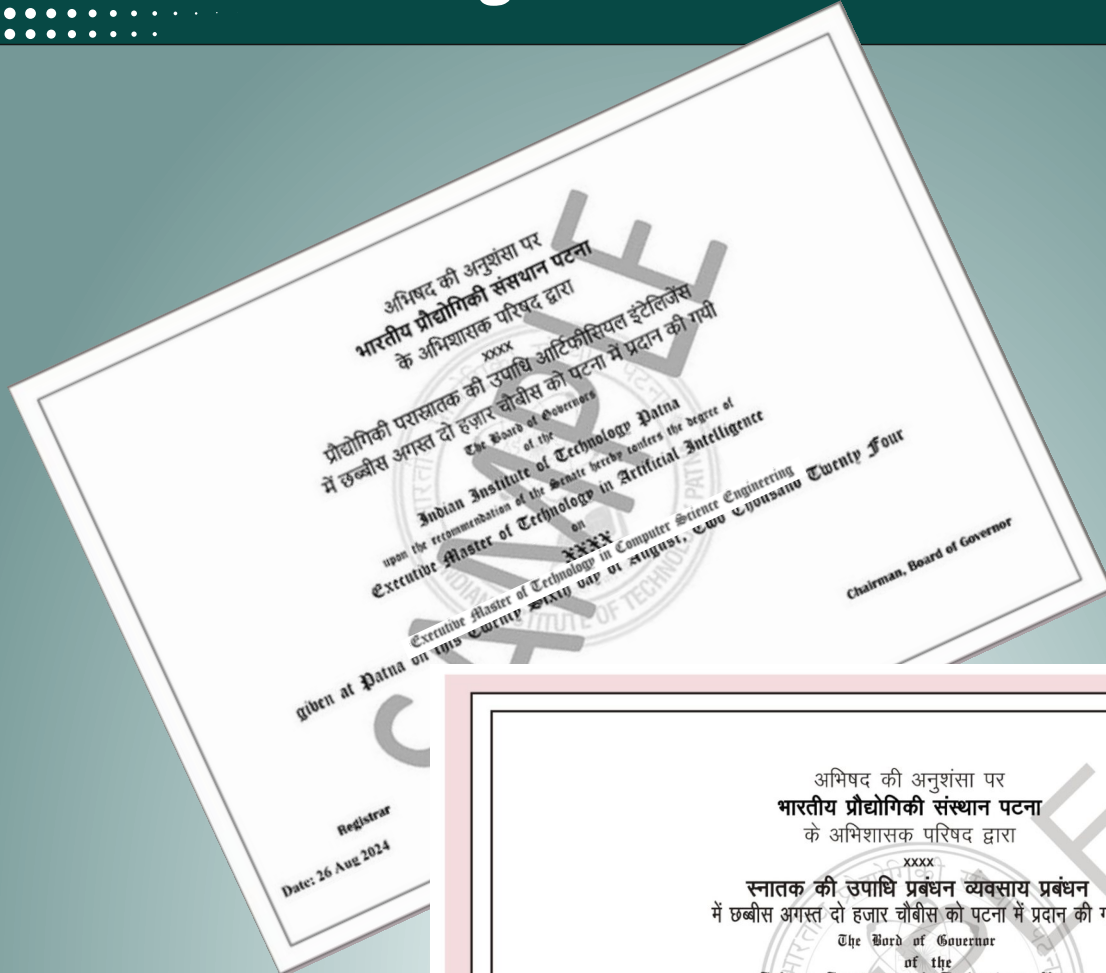 अभिषद की अनुशंसा पर
भारतीय प्रौद्योगिकी संसथान पटना
के अभिशासक परिषद द्वारा
xxxx
प्रौद्योगिकी परास्नातक की उपाधि आर्टिफीसियल इंटेलिजेंस
में छब्बीस अगस्त दो हज़ार चौबीस को पटना में प्रदान की गयी
The Board of Governors
of the
Indian Institute of Technology Patna
upon the recommendation of the Senate hereby confers the degree of
Executive Master of Technology in Artificial Intelligence
on
XXXX
Executive Master of Technology in Computer Science Engineering
given at Patna on this Twenty Sixth day of August, Two Thousand Twenty Four
Chairman, Board of Governor
Registrar
Date: 26 Aug 2024
अभिषद की अनुशंसा पर
भारतीय प्रौद्योगिकी संस्थान पटना
के अभिशासक परिषद द्वारा
xxxx
स्नातक की उपाधि प्रबंधन व्यवसाय प्रबंधन
में छब्बीस अगस्त दो हजार चौबीस को पटना में प्रदान की
The Bord of Governor
of the